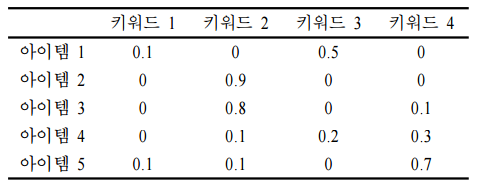 키워드 1 키워드 2 키워드 3 키워드 4
아이템 1 0.1 0 0.5 0
아이템 2 0 0.9 0 0
아이템 3 0 0.8 0 0.1
아이템 4 0 0.1 0.2 0.3
아이템 5 0.1 0.1 0 0.7